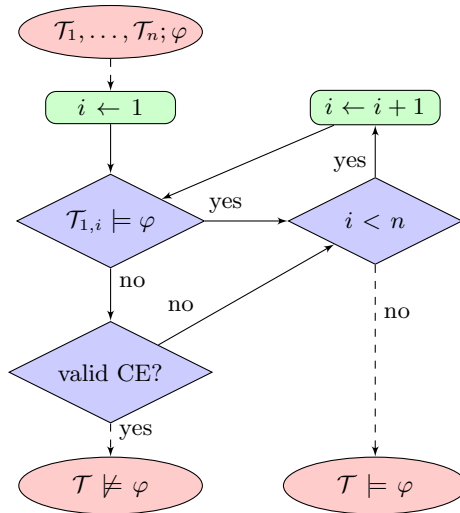 𝒯₁, . . . , 𝒯ₙ; φ
i ← 1
i ← i + 1
yes
𝒯₁,ᵢ ⊨ φ
yes
i < n
no
no
no
valid CE?
yes
𝒯 ⊭ φ
𝒯 ⊨ φ